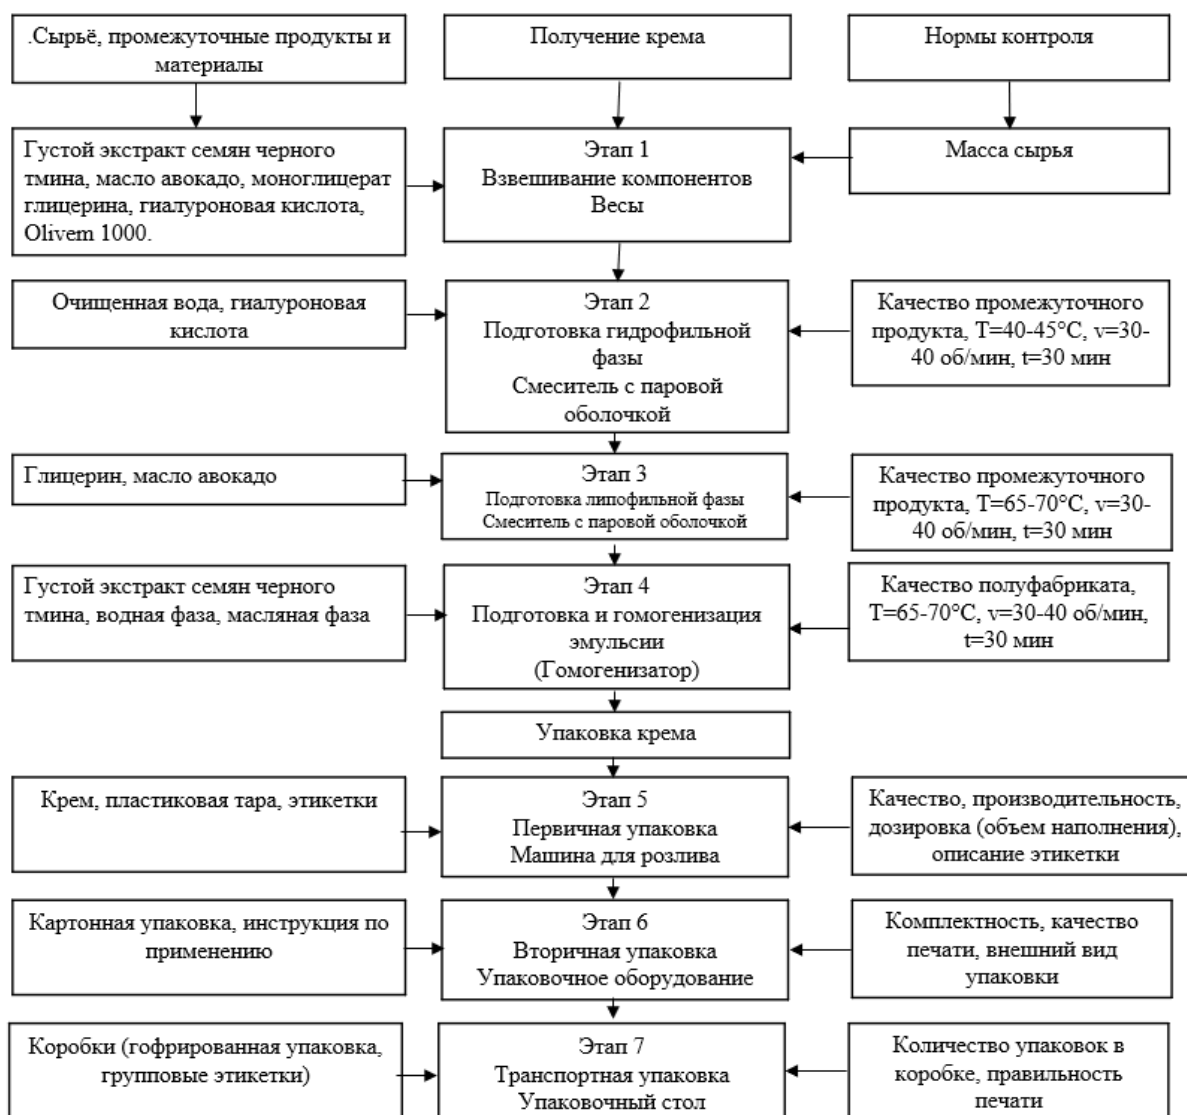 .Сырьё, промежуточные продукты и
материалы
Получение крема
Нормы контроля
Густой экстракт семян черного
тмина, масло авокадо, моноглицерат
глицерина, гиалуроновая кислота,
Olivem 1000.
Этап 1
Взвешивание компонентов
Весы
Масса сырья
Очищенная вода, гиалуроновая
кислота
Этап 2
Подготовка гидрофильной
фазы
Смеситель с паровой
оболочкой
Качество промежуточного
продукта, T=40-45°C, v=30-
40 об/мин, t=30 мин
Глицерин, масло авокадо
Этап 3
Подготовка липофильной фазы
Смеситель с паровой оболочкой
Качество промежуточного
продукта, T=65-70°C, v=30-
40 об/мин, t=30 мин
Густой экстракт семян черного
тмина, водная фаза, масляная фаза
Этап 4
Подготовка и гомогенизация
эмульсии
(Гомогенизатор)
Качество полуфабриката,
T=65-70°C, v=30-40 об/мин,
t=30 мин
Упаковка крема
Крем, пластиковая тара, этикетки
Этап 5
Первичная упаковка
Машина для розлива
Качество, производительность,
дозировка (объем наполнения),
описание этикетки
Картонная упаковка, инструкция по
применению
Этап 6
Вторичная упаковка
Упаковочное оборудование
Комплектность, качество
печати, внешний вид
упаковки
Коробки (гофрированная упаковка,
групповые этикетки)
Этап 7
Транспортная упаковка
Упаковочный стол
Количество упаковок в
коробке, правильность
печати